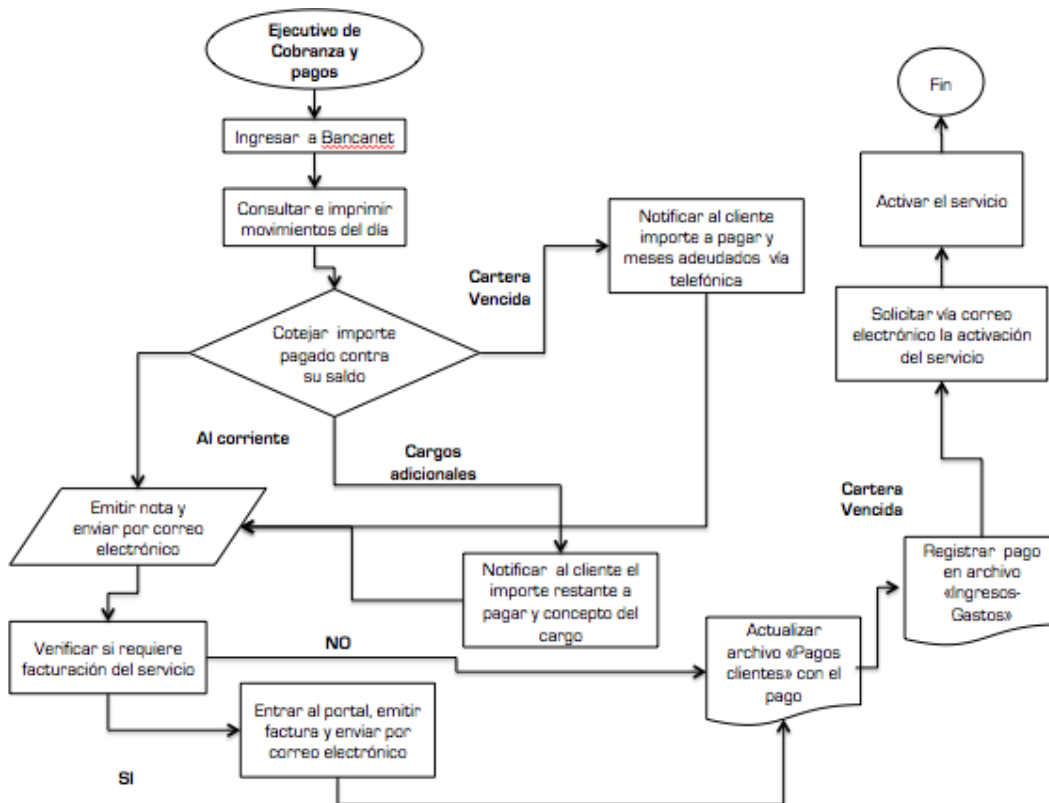 Ejecutivo de
Cobranza y
pagos
Ingresar a Bancanet
Consultar e imprimir
movimientos del día
Cotejar importe
pagado contra
su saldo
Cartera
Vencida
Notificar al cliente
importe a pagar y
meses adeudados vía
telefónica
Al corriente
Cargos
adicionales
Emitir nota y
enviar por correo
electrónico
Notificar al cliente el
importe restante a
pagar y concepto del
cargo
Verificar si requiere
facturación del servicio
NO
SI
Entrar al portal, emitir
factura y enviar por
correo electrónico
Actualizar
archivo «Pagos
clientes» con el
pago
Registrar pago
en archivo
«Ingresos-
Gastos»
Cartera
Vencida
Solicitar vía correo
electrónico la activación
del servicio
Activar el servicio
Fin